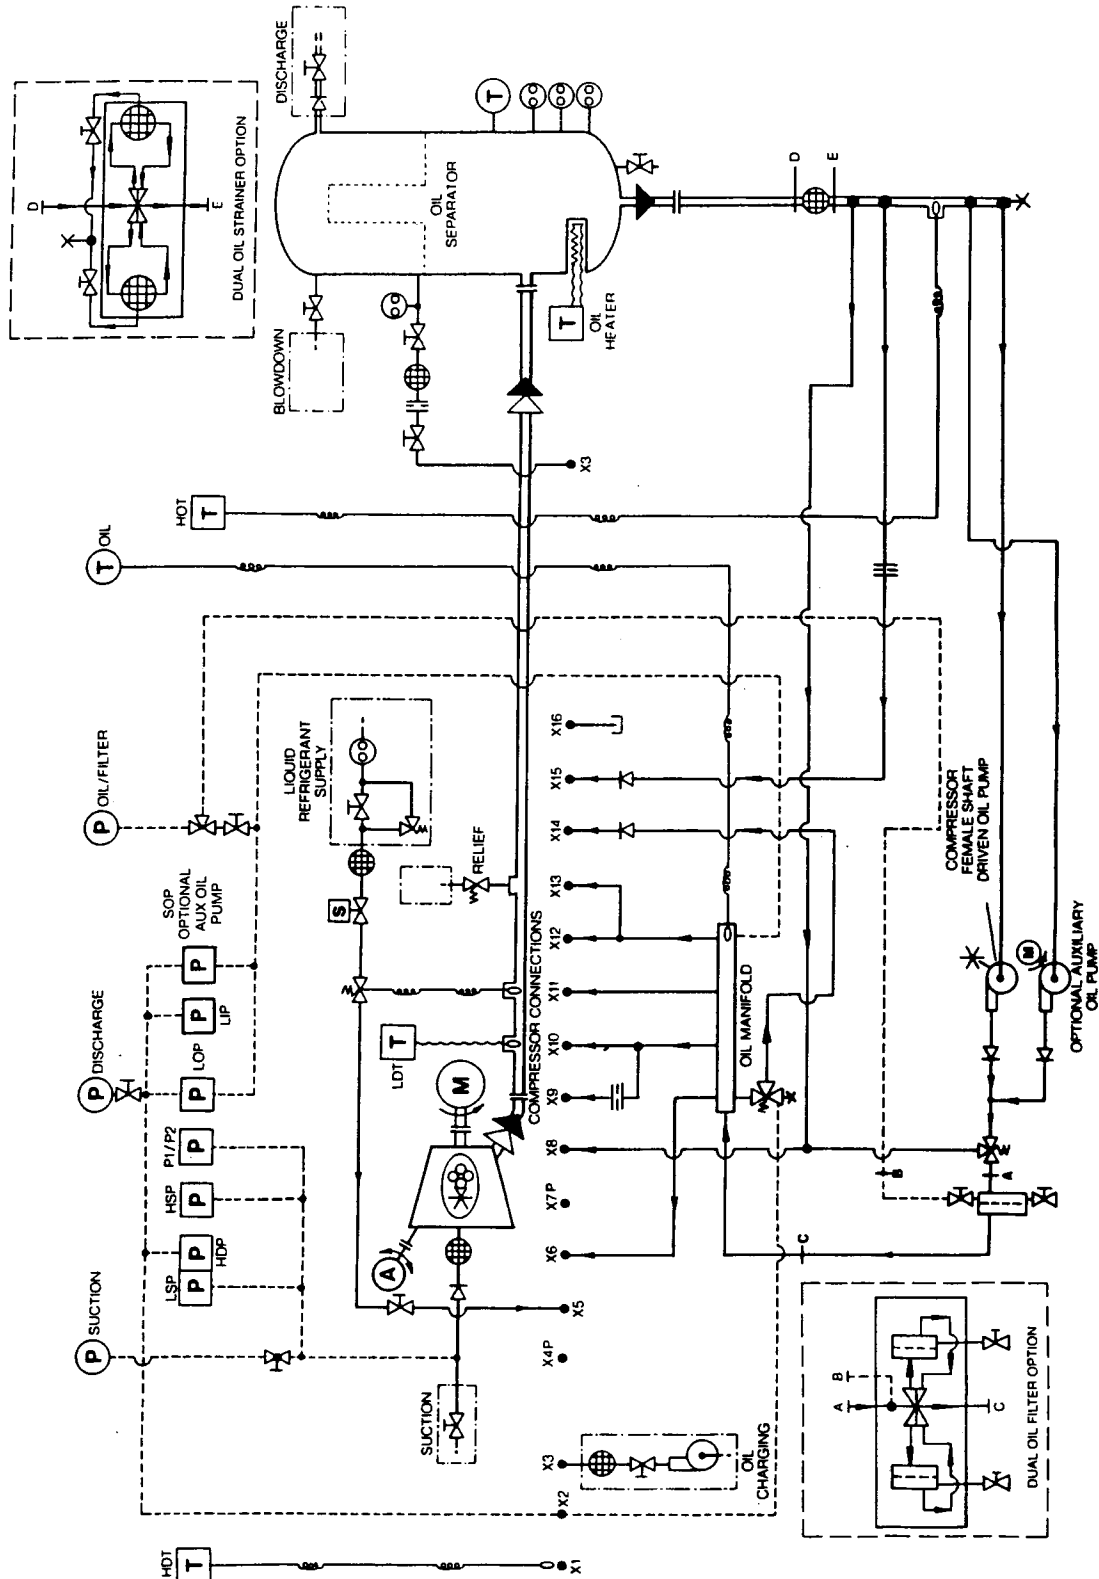 HDT
T
X1
X2
SUCTION
P
LSP
P
HDP
P
HSP
P
P1/P2
P
DISCHARGE
P
LOP
P
LIP
P
SOP
OPTIONAL
AUX OIL
PUMP
P
OIL/FILTER
P
OIL
T
HOT
T
SUCTION
A
M
LDT
T
S
LIQUID
REFRIGERANT
SUPPLY
RELIEF
BLOWDOWN
DISCHARGE
OIL
SEPARATOR
T
T
OIL
HEATER
DUAL OIL STRAINER OPTION
D
E
D
E
COMPRESSOR CONNECTIONS
X3
X4P
X5
X6
X7P
X8
X9
X10
X11
X12
X13
X14
X15
X16
X3
OIL
CHARGING
OIL MANIFOLD
COMPRESSOR
FEMALE SHAFT
DRIVEN OIL PUMP
M
OPTIONAL AUXILIARY
OIL PUMP
A
B
C
A
B
C
DUAL OIL FILTER OPTION